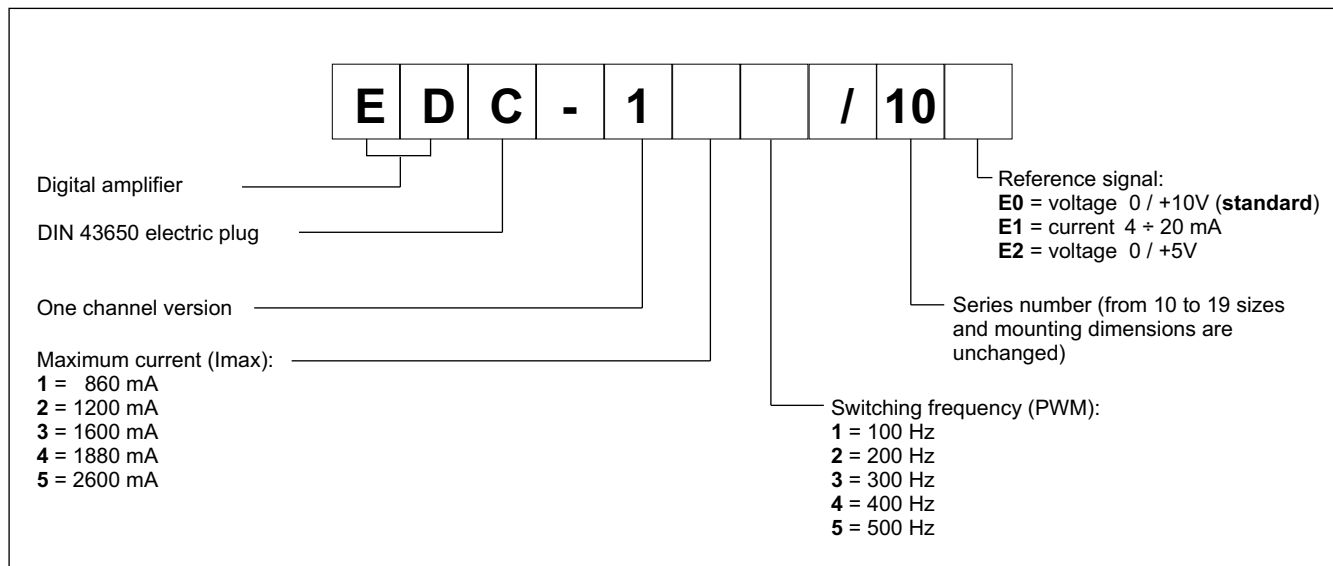 E D C - 1 / 10
Digital amplifier
DIN 43650 electric plug
One channel version
Maximum current (Imax):
1 = 860 mA
2 = 1200 mA
3 = 1600 mA
4 = 1880 mA
5 = 2600 mA
Reference signal:
E0 = voltage 0 / +10V (standard)
E1 = current 4 ÷ 20 mA
E2 = voltage 0 / +5V
Series number (from 10 to 19 sizes
and mounting dimensions are
unchanged)
Switching frequency (PWM):
1 = 100 Hz
2 = 200 Hz
3 = 300 Hz
4 = 400 Hz
5 = 500 Hz